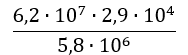 6,2 · 10⁷ · 2,9 · 10⁴
5,8 · 10⁶